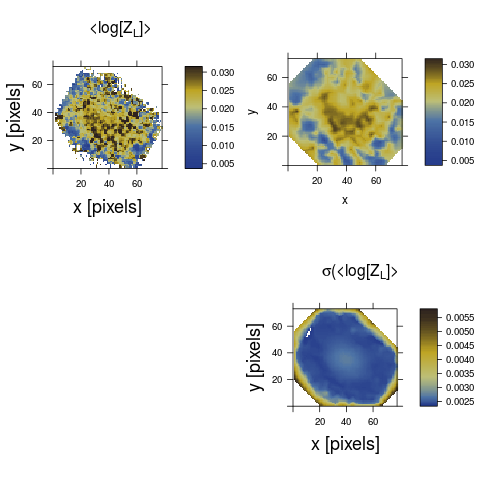 <log[Z_L]>
60
40
20
20 40 60
x [pixels]
y [pixels]
0.030
0.025
0.020
0.015
0.010
0.005
60
40
20
20 40 60
x
y
0.030
0.025
0.020
0.015
0.010
0.005
σ(<log[Z_L]>
60
40
20
20 40 60
x [pixels]
y [pixels]
0.0055
0.0050
0.0045
0.0040
0.0035
0.0030
0.0025